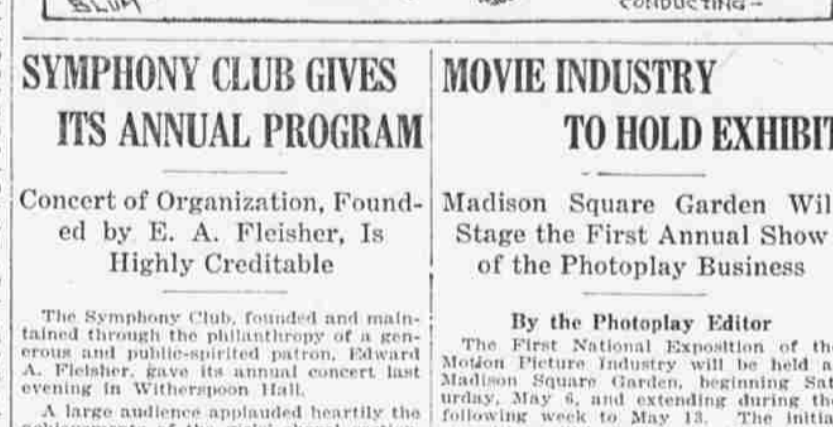 BLUM
CONDUCTING-
SYMPHONY CLUB GIVES
ITS ANNUAL PROGRAM
Concert of Organization, Found-
ed by E. A. Fleisher, Is
Highly Creditable
The Symphony Club, founded and main-
tained through the philanthropy of a gen-
erous and public-spirited patron, Edward
A. Fleisher, gave its annual concert last
evening in Witherspoon Hall.
A large audience applauded heartily the
MOVIE INDUSTRY
TO HOLD EXHIBIT
Madison Square Garden Wil
Stage the First Annual Show
of the Photoplay Business
By the Photoplay Editor
The First National Exposition of the
Motion Picture Industry will be held a
Madison Square Garden, beginning Sat
urday, May 6, and extending during the
following week to May 13. The initia